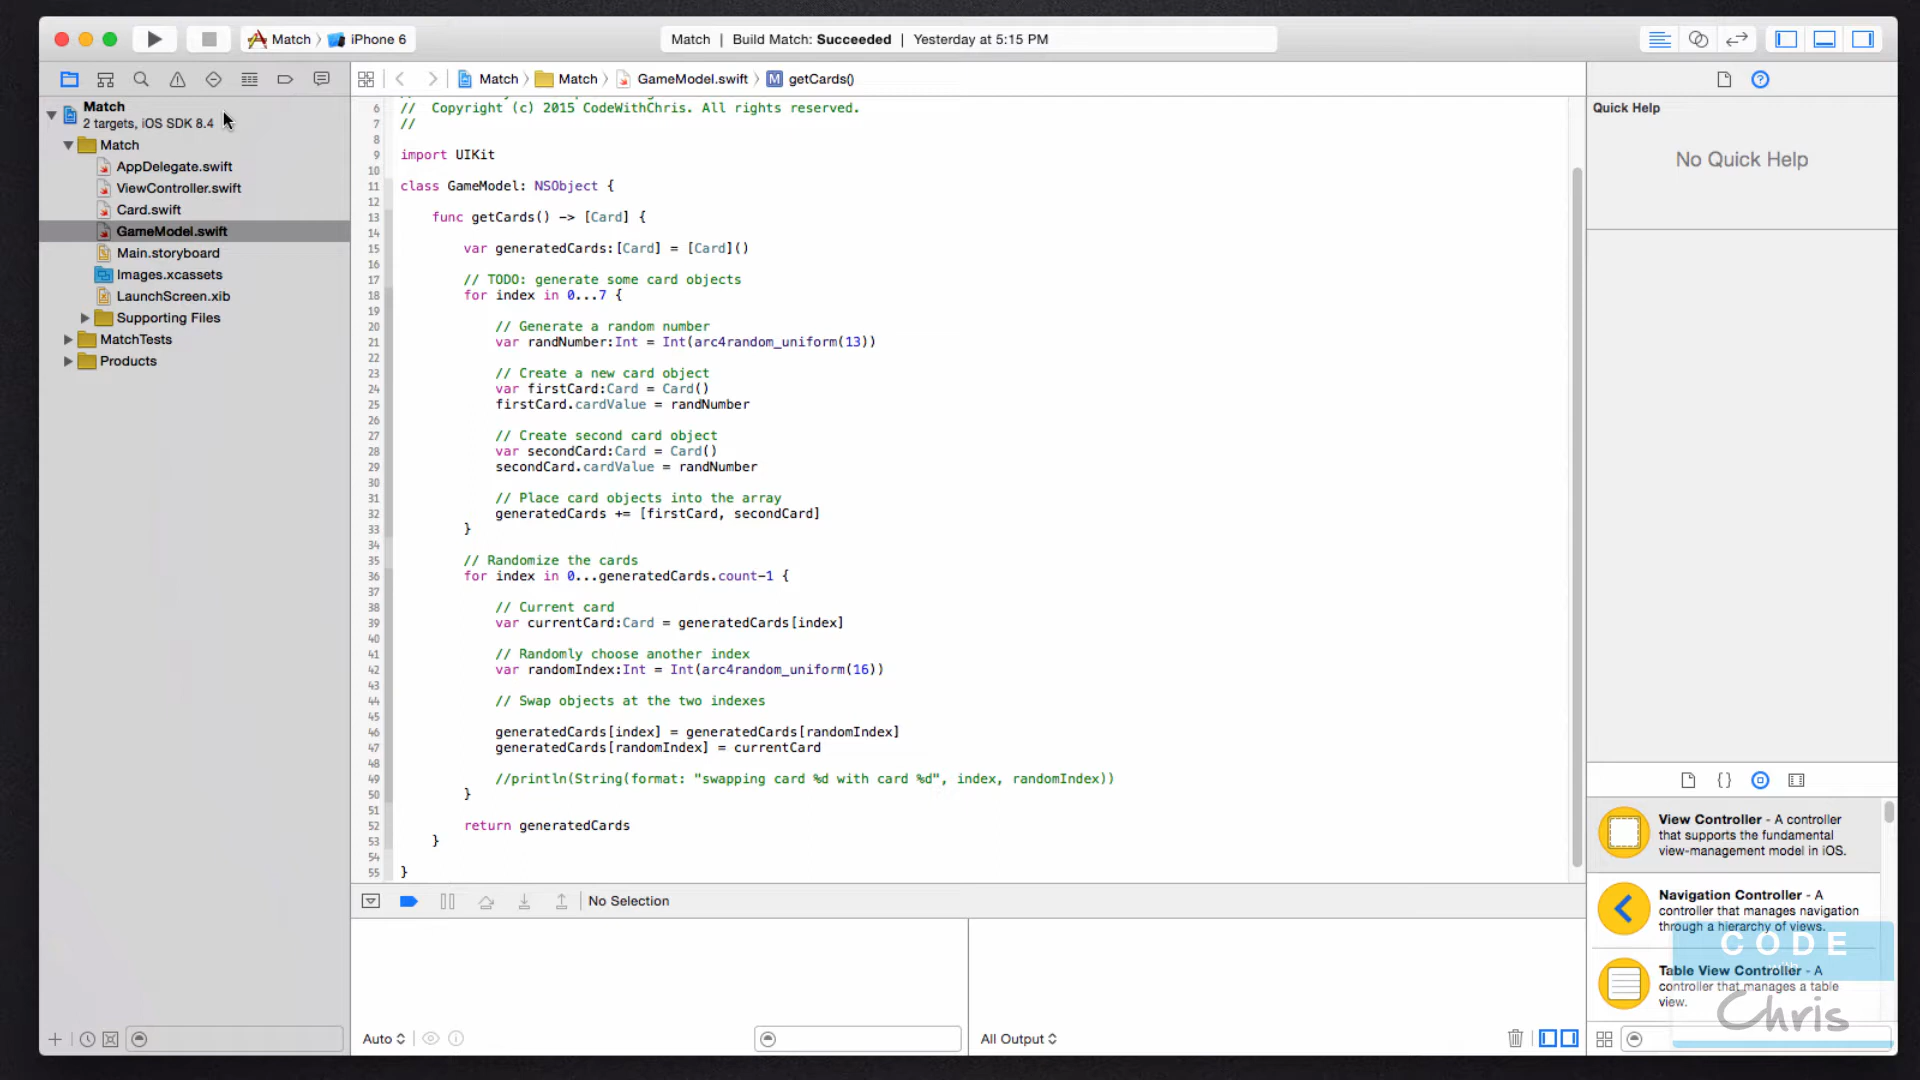 Match
iPhone 6
Match | Build Match: Succeeded | Yesterday at 5:15 PM
Match
2 targets, iOS SDK 8.4
Match
AppDelegate.swift
ViewController.swift
Card.swift
GameModel.swift
Main.storyboard
Images.xcassets
LaunchScreen.xib
Supporting Files
MatchTests
Products
Match
Match
GameModel.swift
M getCards()
6 // Copyright (c) 2015 CodeWithChris. All rights reserved.
7 //
8
9 import UIKit
10
11 class GameModel: NSObject {
12
13 func getCards() -> [Card] {
14
15 var generatedCards:[Card] = [Card]()
16
17 // TODO: generate some card objects
18 for index in 0...7 {
19
20 // Generate a random number
21 var randNumber:Int = Int(arc4random_uniform(13))
22
23 // Create a new card object
24 var firstCard:Card = Card()
25 firstCard.cardValue = randNumber
26
27 // Create second card object
28 var secondCard:Card = Card()
29 secondCard.cardValue = randNumber
30
31 // Place card objects into the array
32 generatedCards += [firstCard, secondCard]
33 }
34
35 // Randomize the cards
36 for index in 0...generatedCards.count-1 {
37
38 // Current card
39 var currentCard:Card = generatedCards[index]
40
41 // Randomly choose another index
42 var randomIndex:Int = Int(arc4random_uniform(16))
43
44 // Swap objects at the two indexes
45
46 generatedCards[index] = generatedCards[randomIndex]
47 generatedCards[randomIndex] = currentCard
48
49 //println(String(format: "swapping card %d with card %d", index, randomIndex))
50 }
51
52 return generatedCards
53 }
54
55 }
No Selection
Auto
All Output
Quick Help
No Quick Help
{}
View Controller - A controller
that supports the fundamental
view-management model in iOS.
Navigation Controller - A
controller that manages navigation
through a hierarchy of views.
Table View Controller - A
controller that manages a table
view.
CODE
Chris